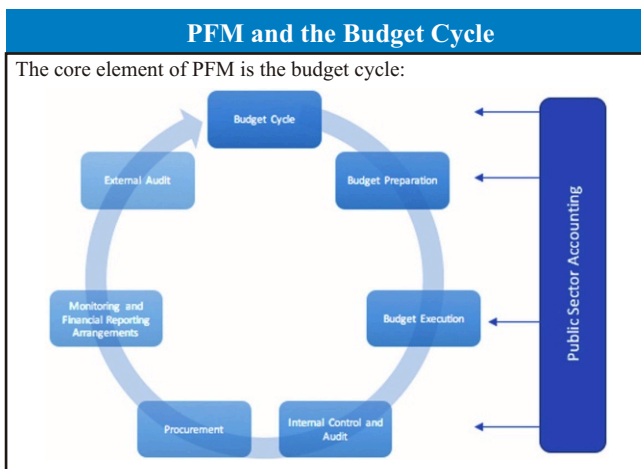 PFM and the Budget Cycle
The core element of PFM is the budget cycle:
Budget Cycle
Budget Preparation
Budget Execution
Internal Control and
Audit
Procurement
Monitoring and
Financial Reporting
Arrangements
External Audit
Public Sector Accounting